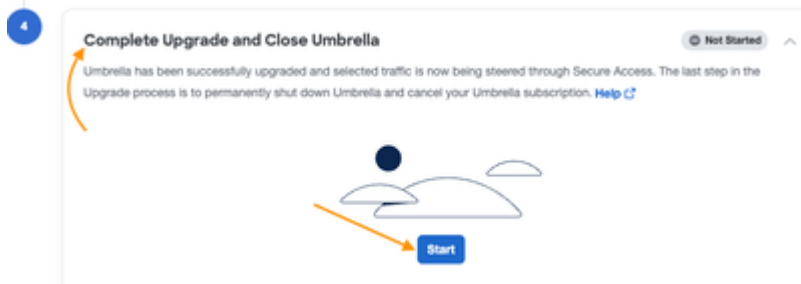 4
Complete Upgrade and Close Umbrella
Not Started
Umbrella has been successfully upgraded and selected traffic is now being steered through Secure Access. The last step in the
Upgrade process is to permanently shut down Umbrella and cancel your Umbrella subscription. Help
Start